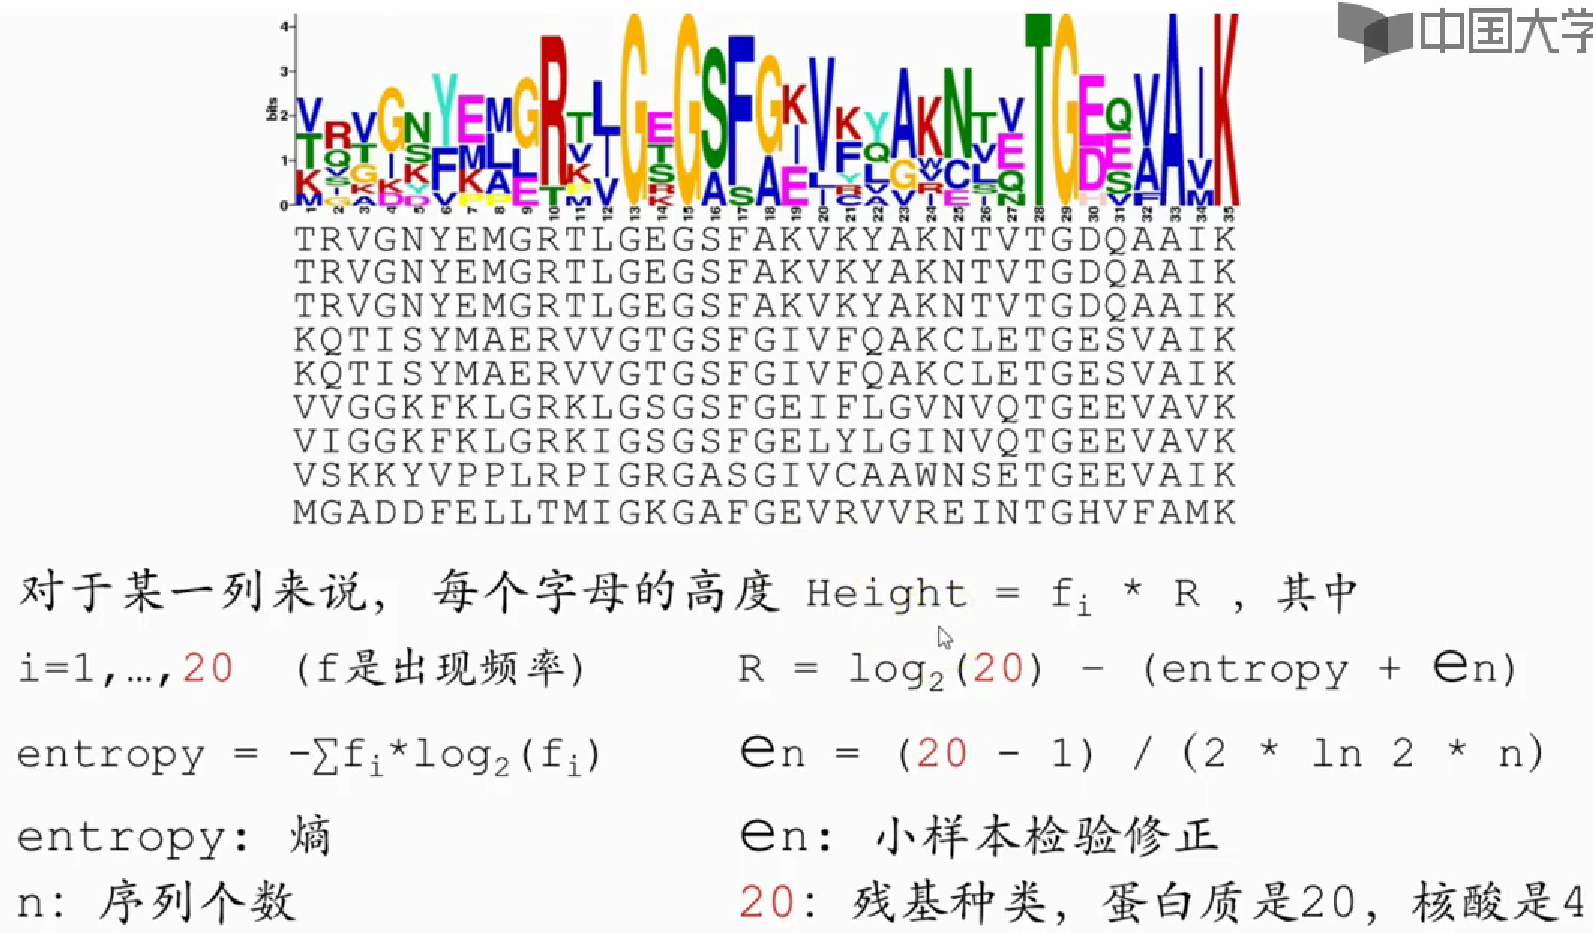 中国大学
4
3
2
1
0
bits
1 2 3 4 5 6 7 8 9 10 11 12 13 14 15 16 17 18 19 20 21 22 23 24 25 26 27 28 29 30 31 32 33 34 35
TRVGNYEMGRTLGEGSFAKVKYAKNTVTGDQAAIK
TRVGNYEMGRTLGEGSFAKVKYAKNTVTGDQAAIK
TRVGNYEMGRTLGEGSFAKVKYAKNTVTGDQAAIK
KQTISYMAERVVGTGSFGIVFQAKCLETGESVAIK
KQTISYMAERVVGTGSFGIVFQAKCLETGESVAIK
VVGGKFKLGRKLGSGSFGEIFLGVNVQTGEEVAVK
VIGGKFKLGRKIGSGSFGELYLGINVQTGEEVAVK
VSKKYVPPLRPIGRGASGIVCAAWNSETGEEVAIK
MGADDFELLTMIGKGAFGEVRVVREINTGHVFAMK
对于某一列来说, 每个字母的高度 Height = fi * R , 其中
i=1,…,20 (f是出现频率) R = log2(20) − (entropy + en)
entropy = -∑fi*log2(fi) en = (20 - 1) / (2 * ln 2 * n)
entropy: 熵 en: 小样本检验修正
n: 序列个数 20: 残基种类, 蛋白质是20, 核酸是4